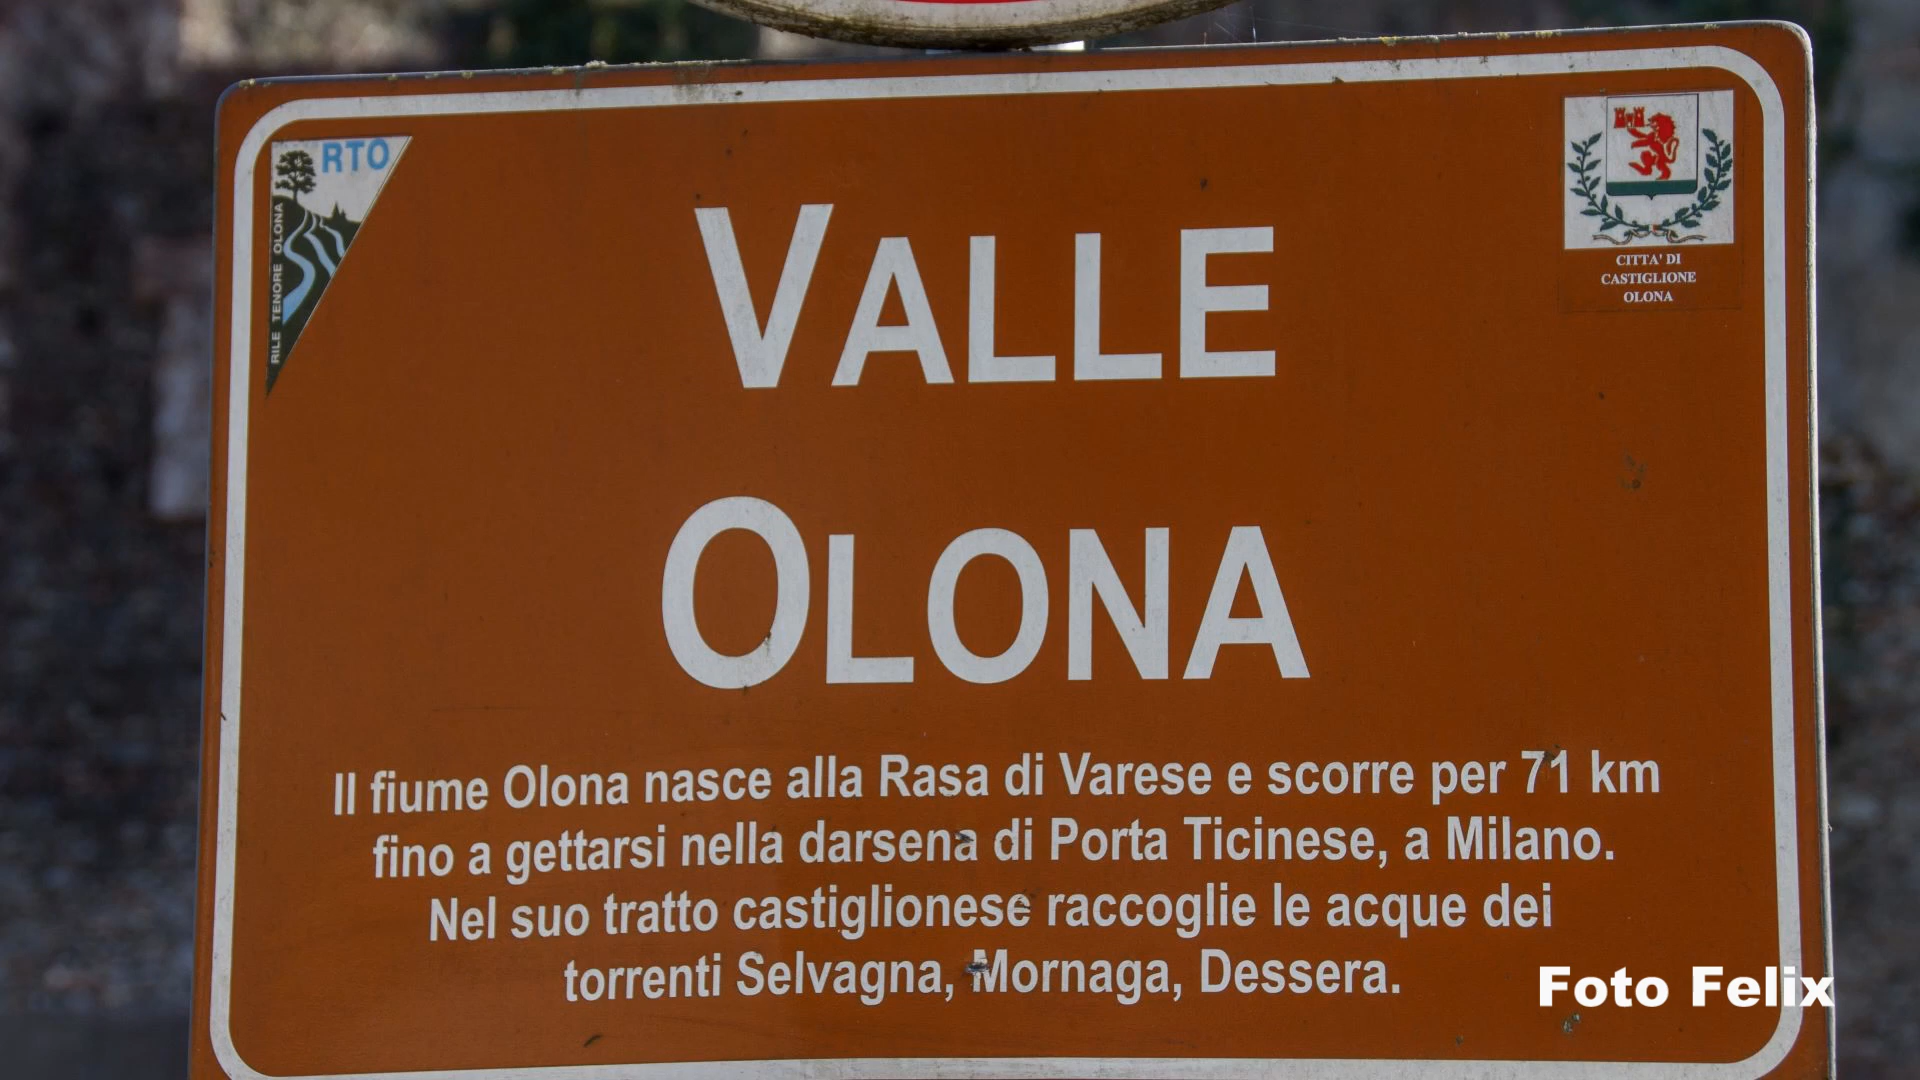 RTO
RILE TENORE OLONA
CITTA' DI
CASTIGLIONE
OLONA
VALLE
OLONA
Il fiume Olona nasce alla Rasa di Varese e scorre per 71 km
fino a gettarsi nella darsena di Porta Ticinese, a Milano.
Nel suo tratto castiglionese raccoglie le acque dei
torrenti Selvagna, Mornaga, Dessera.
Foto Felix